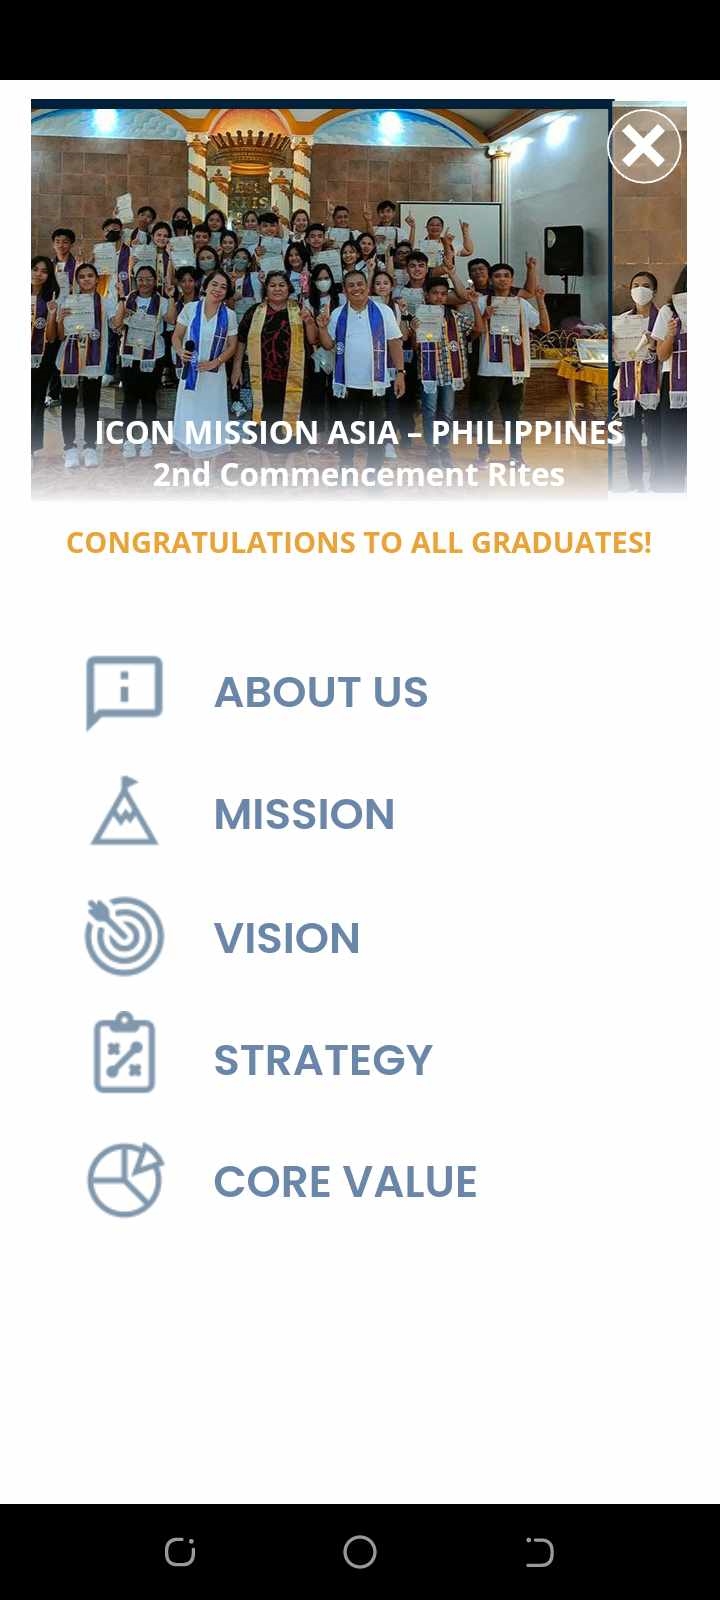 ICON MISSION ASIA – PHILIPPINES
2nd Commencement Rites
CONGRATULATIONS TO ALL GRADUATES!
ABOUT US
MISSION
VISION
STRATEGY
CORE VALUE